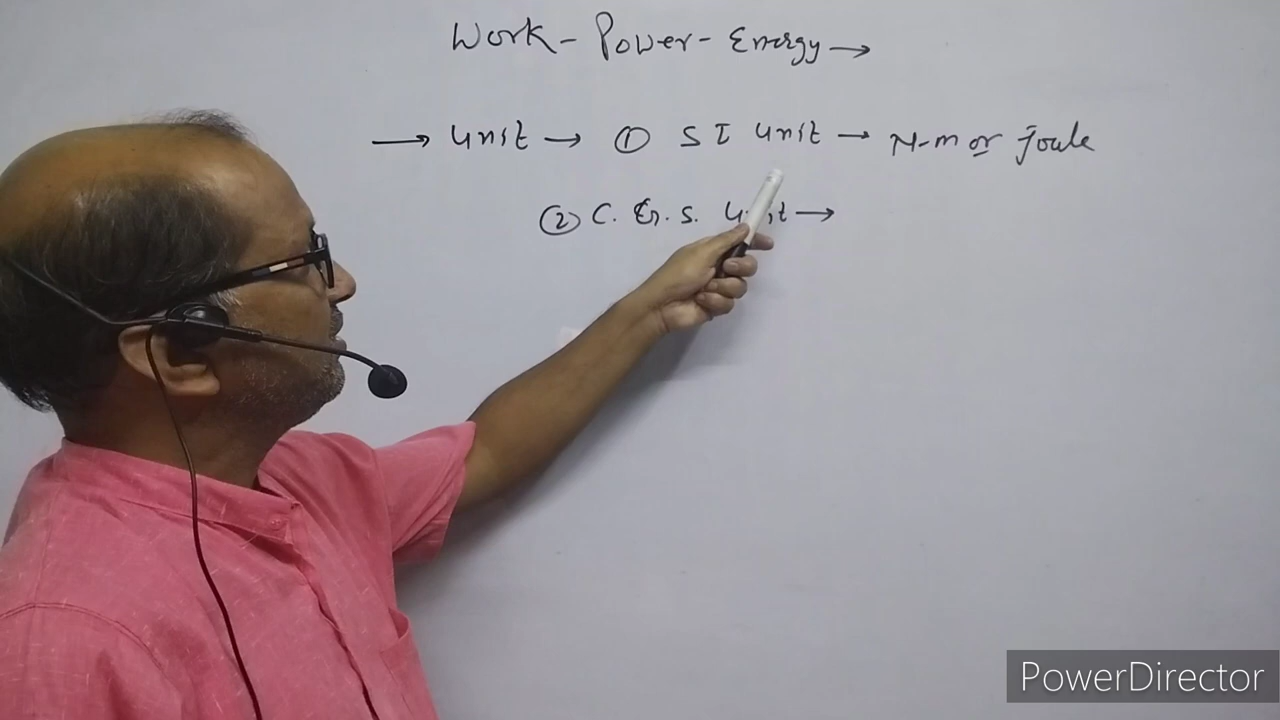 Work - Power - Energy →
→ Unit → ① S I Unit → N-m or Joule
② C. G. S. Unit →
PowerDirector